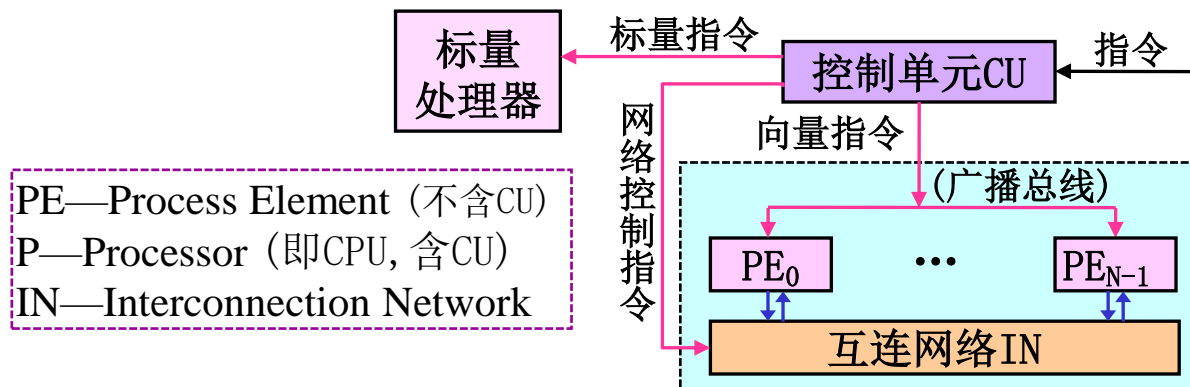 标量
处理器
标量指令
控制单元CU
指令
网络控制指令
向量指令
(广播总线)
PE—Process Element (不含CU)
P—Processor (即CPU, 含CU)
IN—Interconnection Network
PE₀
•••
PE_N-1
互连网络IN